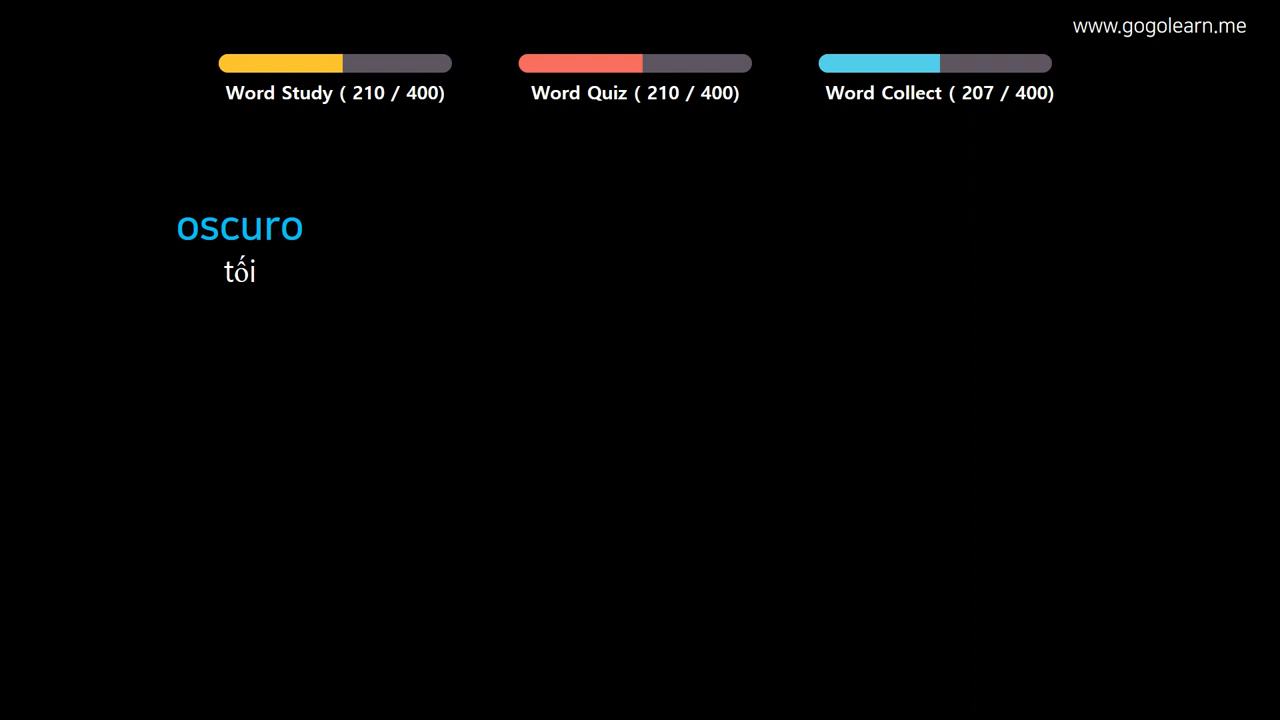 www.gogolearn.me
Word Study ( 210 / 400)
Word Quiz ( 210 / 400)
Word Collect ( 207 / 400)
oscuro
tối